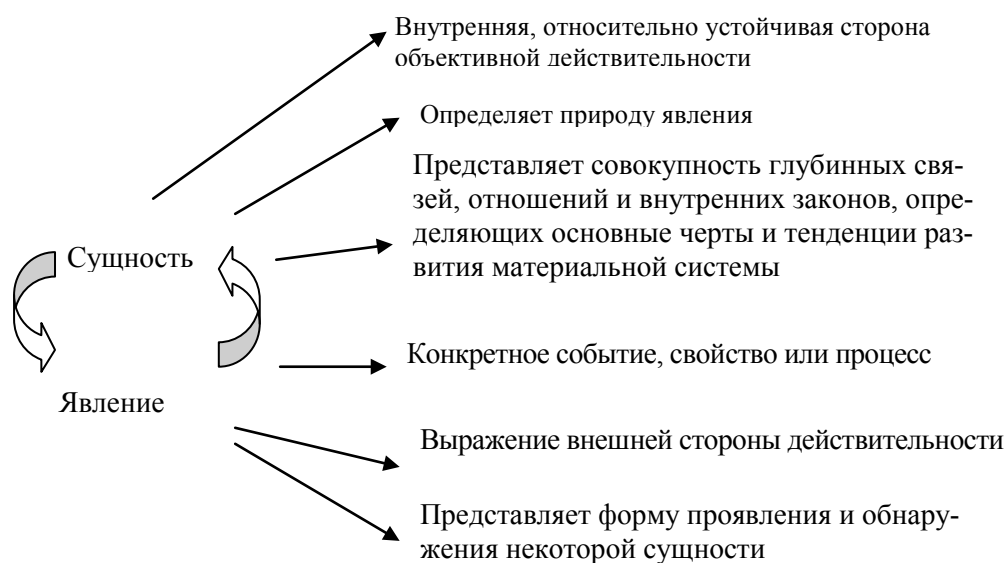 Внутренняя, относительно устойчивая сторона
объективной действительности
Определяет природу явления
Представляет совокупность глубинных свя-
зей, отношений и внутренних законов, опре-
деляющих основные черты и тенденции раз-
вития материальной системы
Сущность
Конкретное событие, свойство или процесс
Явление
Выражение внешней стороны действительности
Представляет форму проявления и обнару-
жения некоторой сущности